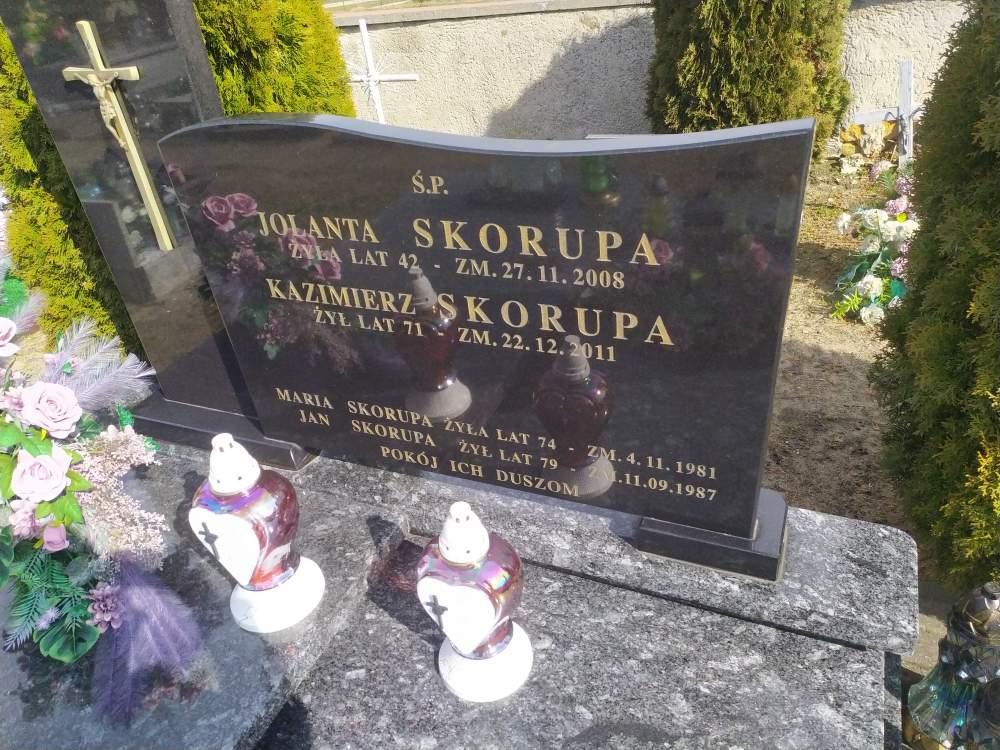 Ś.P.
JOLANTA SKORUPA
ŻYŁA LAT 42 - ZM. 27. 11. 2008
KAZIMIERZ SKORUPA
ŻYŁ LAT 71 - ZM. 22. 12. 2011
MARIA SKORUPA ŻYŁA LAT 74 - ZM. 4. 11. 1981
JAN SKORUPA ŻYŁ LAT 79 - ZM. 11.09.1987
POKÓJ ICH DUSZOM